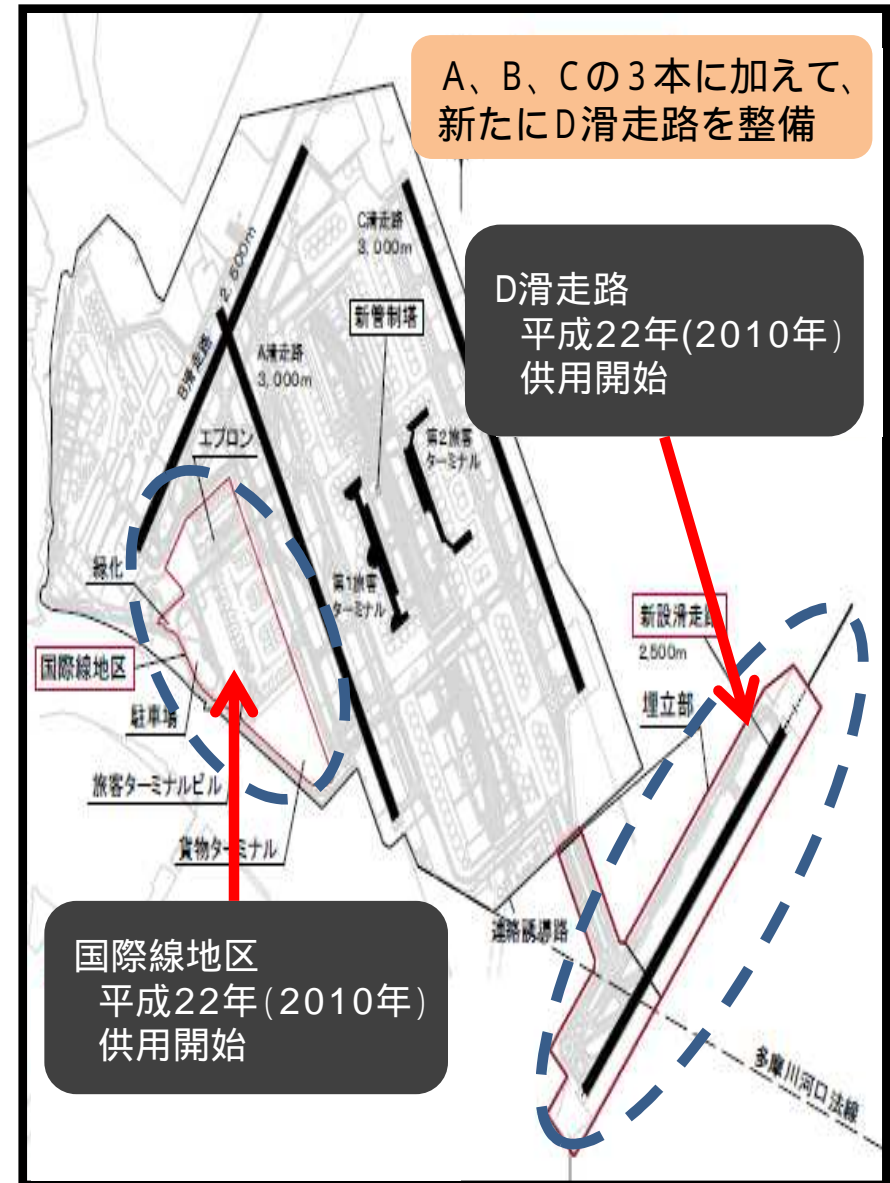 A、B、Cの3本に加えて、
新たにD滑走路を整備
C滑走路
3,000m
D滑走路
平成22年(2010年)
供用開始
B滑走路 2,500m
新管制塔
A滑走路
3,000m
エプロン
第2旅客
ターミナル
緑化
第1旅客
ターミナル
新設滑走路
2,500m
国際線地区
埋立部
駐車場
旅客ターミナルビル
貨物ターミナル
連絡誘導路
国際線地区
平成22年(2010年)
供用開始
多摩川河口法線